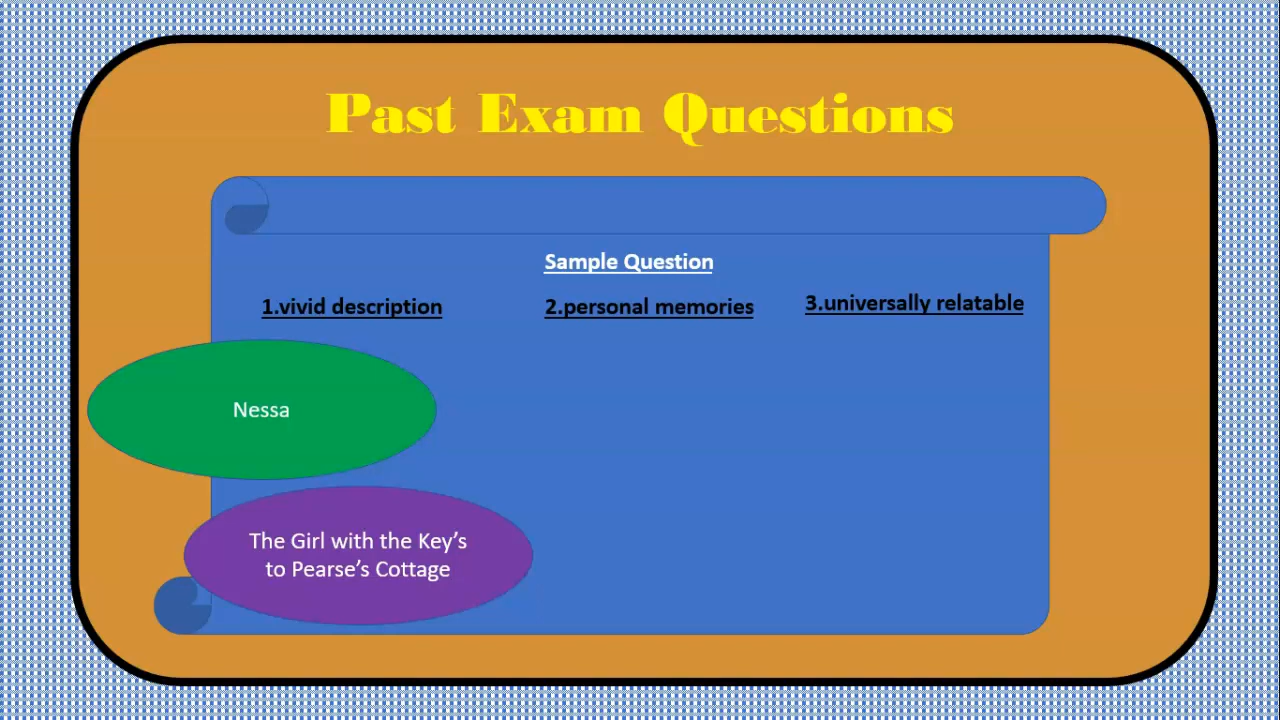 Past Exam Questions
Sample Question
1.vivid description
2.personal memories
3.universally relatable
Nessa
The Girl with the Key’s
to Pearse’s Cottage